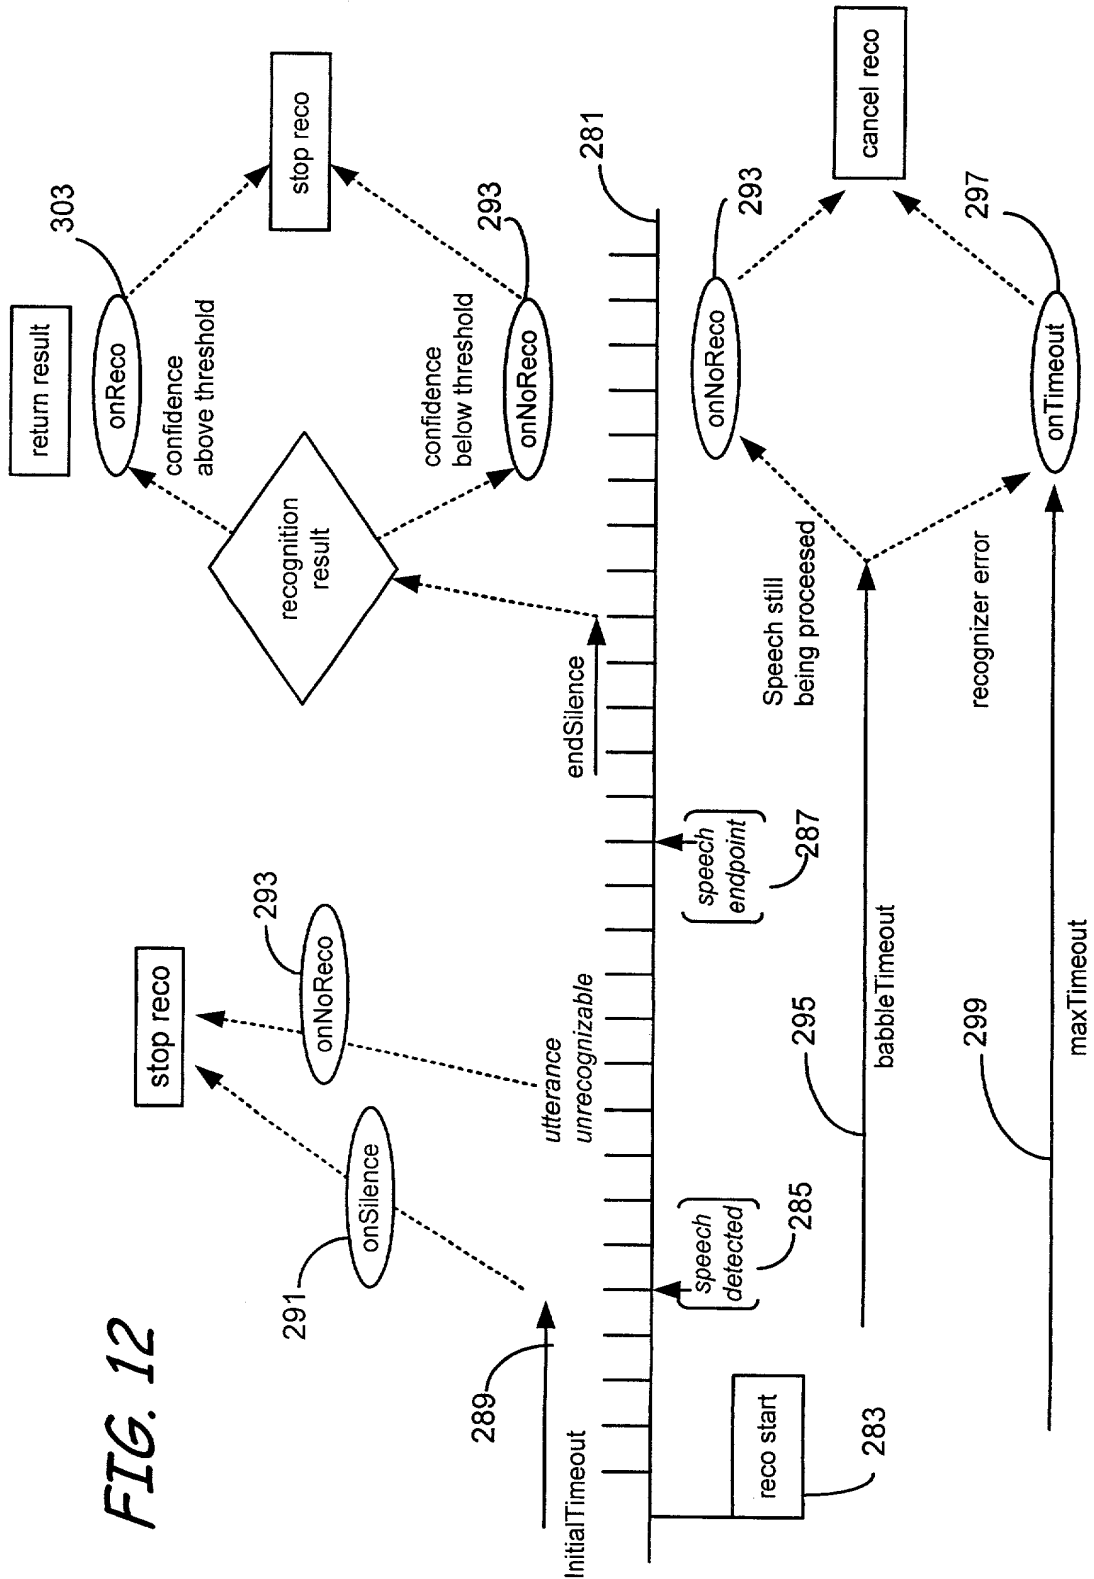 FIG. 12
return result
303
onReco
stop reco
confidence
above threshold
recognition
result
confidence
below threshold
293
onNoReco
stop reco
293
onNoReco
291
onSilence
utterance
unrecognizable
289
InitialTimeout
endSilence
281
reco start
283
speech
detected
285
speech
endpoint
287
293
onNoReco
cancel reco
Speech still
being proceesed
295
babbleTimeout
recognizer error
297
onTimeout
299
maxTimeout